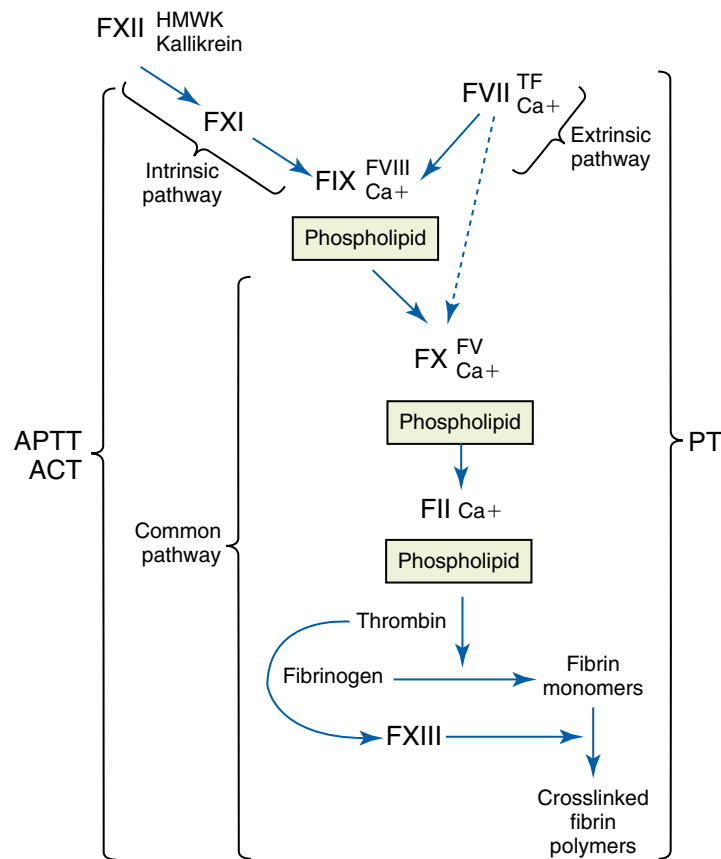 FXII HMWK
Kallikrein
FXI
Intrinsic
pathway
FVII TF
Ca+
Extrinsic
pathway
FIX FVIII
Ca+
Phospholipid
FX FV
Ca+
Phospholipid
APTT
ACT
PT
FII Ca+
Common
pathway
Phospholipid
Thrombin
Fibrinogen
Fibrin
monomers
FXIII
Crosslinked
fibrin
polymers